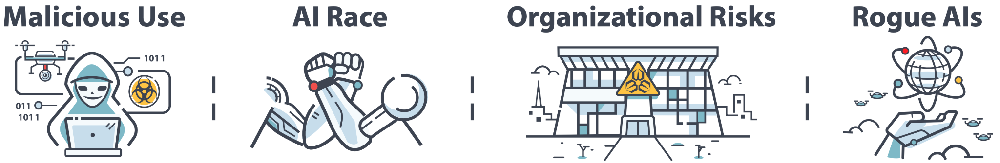 Malicious Use
1011
011
1011
AI Race
Organizational Risks
Rogue AIs